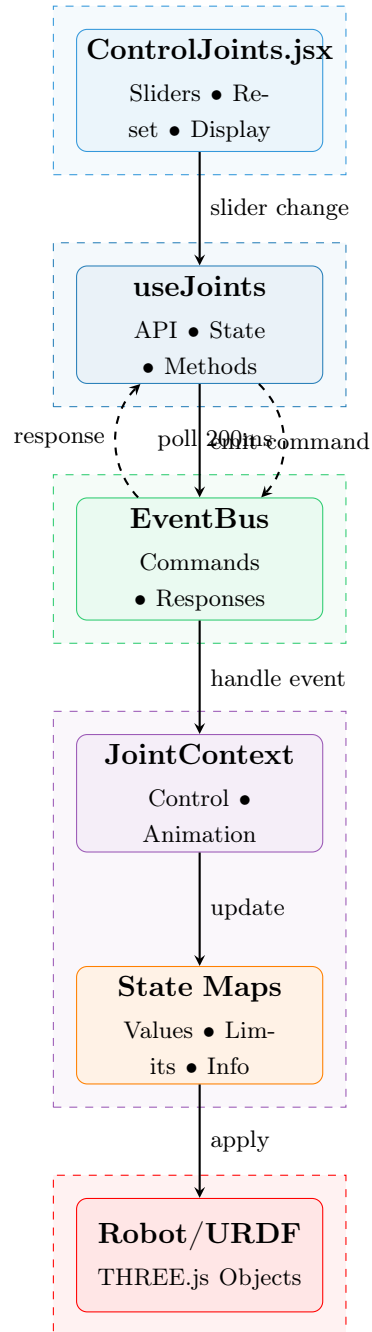 ControlJoints.jsx
Sliders • Re-
set • Display
slider change
useJoints
API • State
• Methods
response
poll 200ms
emit command
EventBus
Commands
• Responses
handle event
JointContext
Control •
Animation
update
State Maps
Values • Lim-
its • Info
apply
Robot/URDF
THREE.js Objects